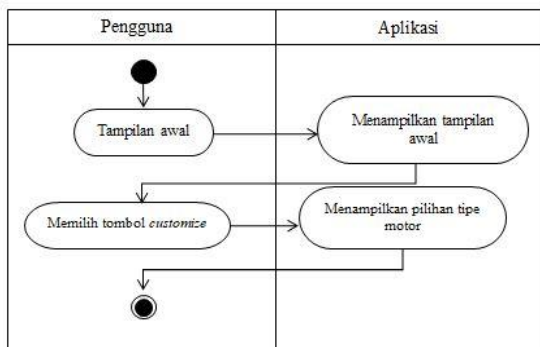 Pengguna
Aplikasi
Tampilan awal
Menampilkan tampilan
awal
Memilih tombol customize
Menampilkan pilihan tipe
motor